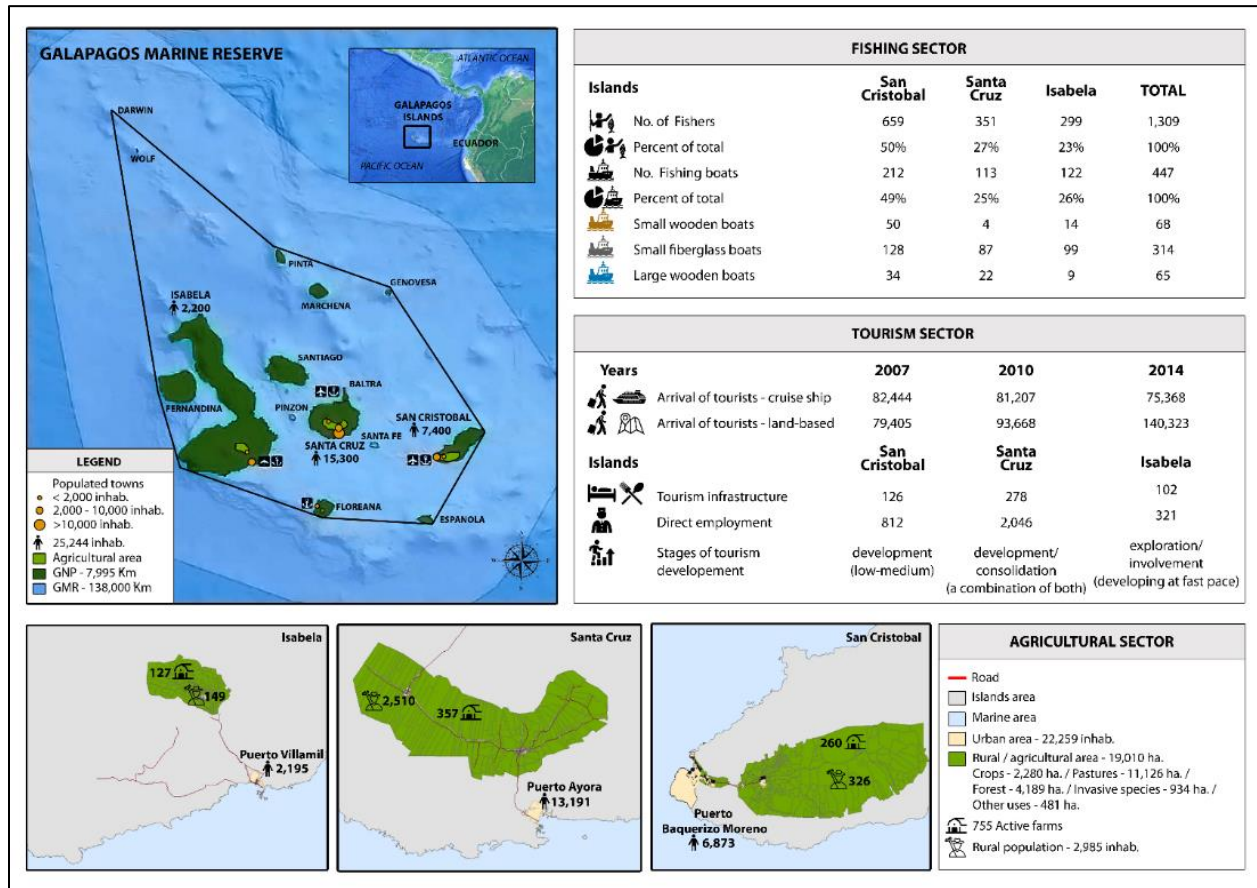 GALAPAGOS MARINE RESERVE
ATLANTIC OCEAN
GALAPAGOS
ISLANDS
ECUADOR
PACIFIC OCEAN
DARWIN
WOLF
PINTA
GENOVESA
MARCHENA
ISABELA
2,200
SANTIAGO
BALTRA
FERNANDINA
PINZON
SAN CRISTOBAL
7,400
SANTA FE
SANTA CRUZ
15,300
FLOREANA
ESPANOLA
LEGEND
Populated towns
< 2,000 inhab.
2,000 - 10,000 inhab.
>10,000 inhab.
25,244 inhab.
Agricultural area
GNP - 7,995 Km
GMR - 138,000 Km
FISHING SECTOR
Islands San Cristobal Santa Cruz Isabela TOTAL
No. of Fishers 659 351 299 1,309
Percent of total 50% 27% 23% 100%
No. Fishing boats 212 113 122 447
Percent of total 49% 25% 26% 100%
Small wooden boats 50 4 14 68
Small fiberglass boats 128 87 99 314
Large wooden boats 34 22 9 65
TOURISM SECTOR
Years 2007 2010 2014
Arrival of tourists - cruise ship 82,444 81,207 75,368
Arrival of tourists - land-based 79,405 93,668 140,323
Islands San Cristobal Santa Cruz Isabela
Tourism infrastructure 126 278 102
Direct employment 812 2,046 321
Stages of tourism developement development (low-medium) development/ consolidation (a combination of both) exploration/ involvement (developing at fast pace)
Isabela
127
149
Puerto Villamil
2,195
Santa Cruz
2,510
357
Puerto Ayora
13,191
San Cristobal
260
326
Puerto
Baquerizo Moreno
6,873
AGRICULTURAL SECTOR
Road
Islands area
Marine area
Urban area - 22,259 inhab.
Rural / agricultural area - 19,010 ha.
Crops - 2,280 ha. / Pastures - 11,126 ha. /
Forest - 4,189 ha. / Invasive species - 934 ha. /
Other uses - 481 ha.
755 Active farms
Rural population - 2,985 inhab.